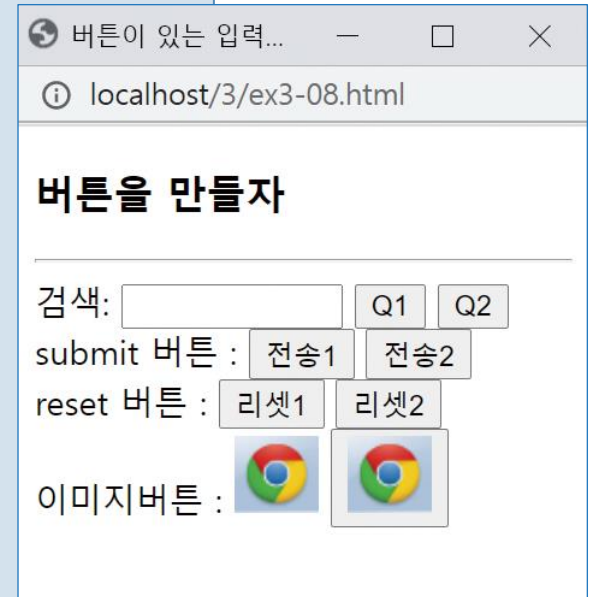 버튼이 있는 입력...
localhost/3/ex3-08.html
버튼을 만들자
검색: Q1 Q2
submit 버튼 : 전송1 전송2
reset 버튼 : 리셋1 리셋2
이미지버튼 :